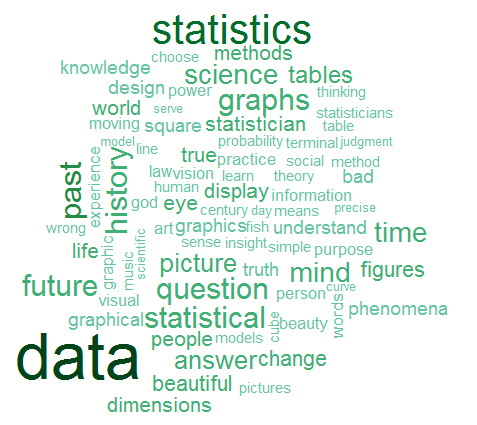 statistics
choose methods
knowledge science tables
design power graphs thinking
world serve statisticians
moving square statistician table
model line probability terminal judgment
past experience history true practice social method
law vision learn theory bad
human display information
god eye century day means precise
wrong art graphics fish understand time
life graphic music scientific sense insight simple purpose
picture truth mind figures
future visual question person curve
graphical statistical cube beauty words phenomena
data people models
answer change
beautiful pictures
dimensions